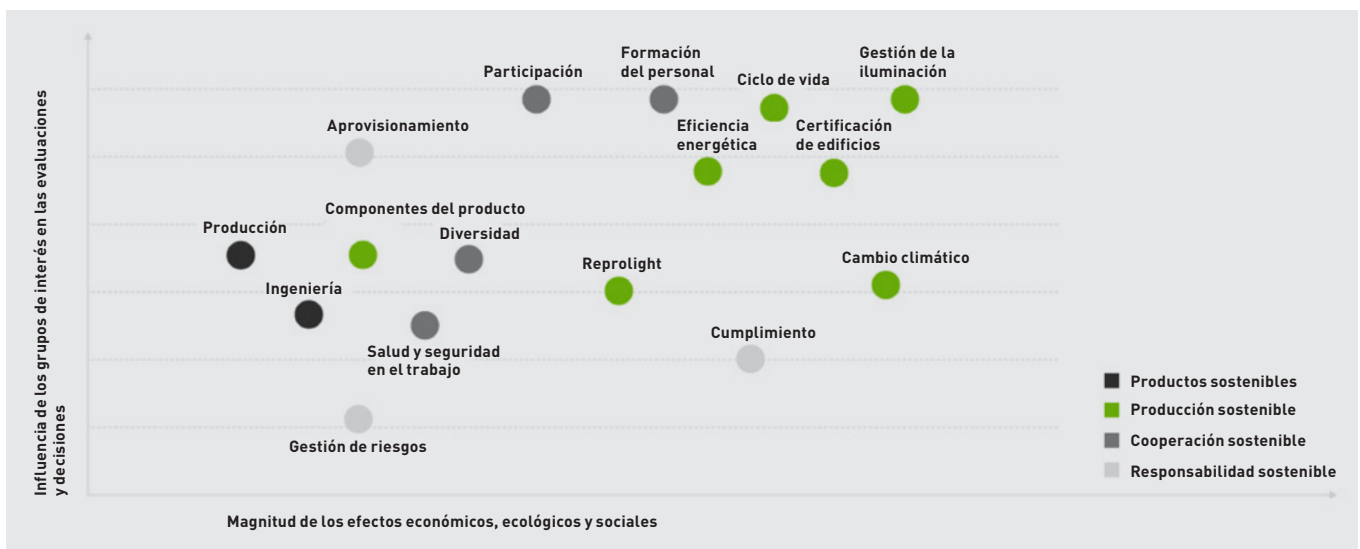 Influencia de los grupos de interés en las evaluaciones
y decisiones
Formación
del personal
Gestión de la
iluminación
Participación
Ciclo de vida
Aprovisionamiento
Eficiencia
energética
Certificación
de edificios
Componentes del producto
Producción
Diversidad
Reprolight
Cambio climático
Ingeniería
Cumplimiento
Salud y seguridad
en el trabajo
Gestión de riesgos
Productos sostenibles
Producción sostenible
Cooperación sostenible
Responsabilidad sostenible
Magnitud de los efectos económicos, ecológicos y sociales